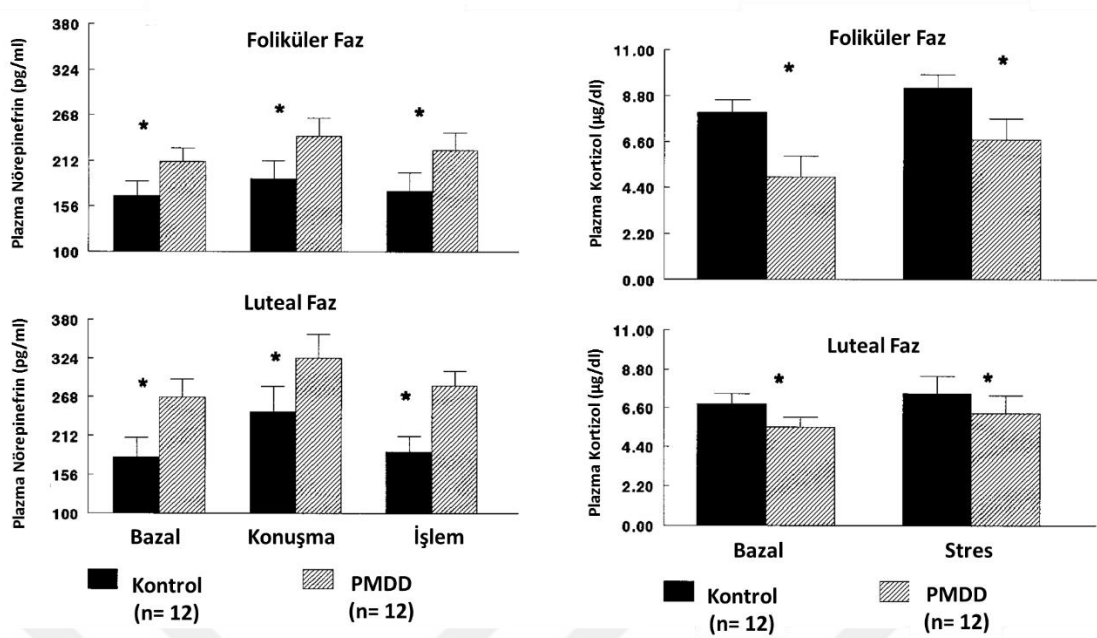 Foliküler Faz
Plazma Nörepinefrin (pg/ml)
380
324
268
212
156
100
*
*
*
Luteal Faz
Plazma Nörepinefrin (pg/ml)
380
324
268
212
156
100
*
*
*
Bazal
Konuşma
İşlem
Kontrol
(n= 12)
PMDD
(n= 12)
Foliküler Faz
Plazma Kortizol (µg/dl)
11.00
8.80
6.60
4.40
2.20
0.00
*
*
Luteal Faz
Plazma Kortizol (µg/dl)
11.00
8.80
6.60
4.40
2.20
0.00
*
*
Bazal
Stres
Kontrol
(n= 12)
PMDD
(n= 12)